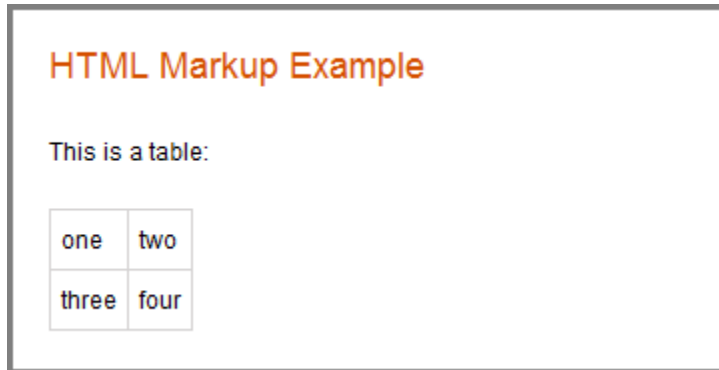 HTML Markup Example
This is a table:
one two
three four